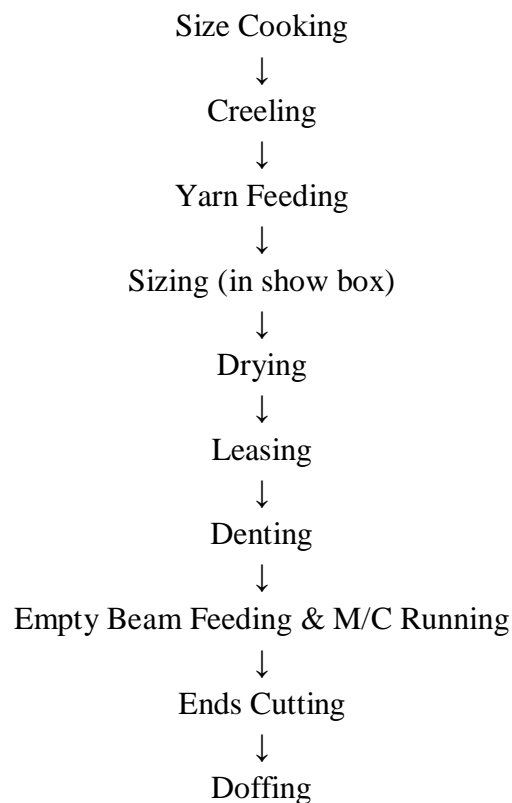 Size Cooking
↓
Creeling
↓
Yarn Feeding
↓
Sizing (in show box)
↓
Drying
↓
Leasing
↓
Denting
↓
Empty Beam Feeding & M/C Running
↓
Ends Cutting
↓
Doffing